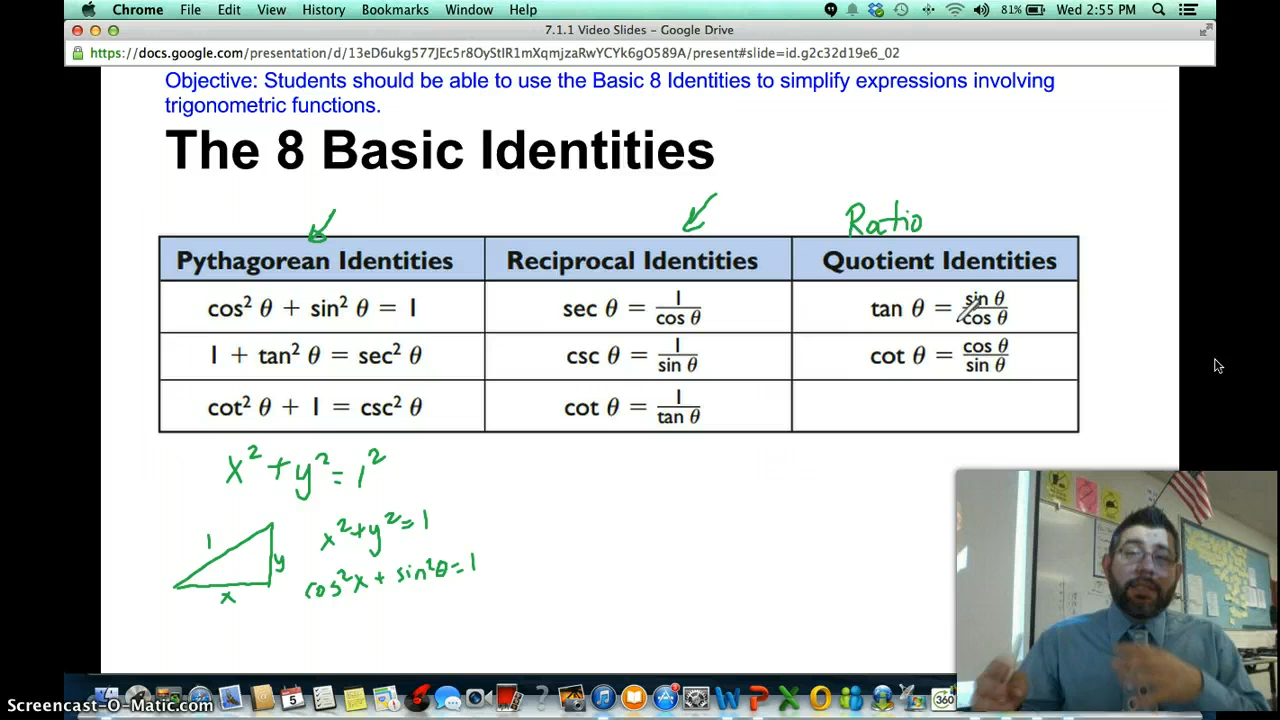 Chrome File Edit View History Bookmarks Window Help 81% Wed 2:55 PM
7.1.1 Video Slides – Google Drive
https://docs.google.com/presentation/d/13eD6ukg577JEc5r8OyStIR1mXqmjzaRwYCYk6gO589A/present#slide=id.g2c32d19e6_02
Objective: Students should be able to use the Basic 8 Identities to simplify expressions involving
trigonometric functions.
The 8 Basic Identities
Ratio
Pythagorean Identities Reciprocal Identities Quotient Identities
cos² θ + sin² θ = 1 sec θ = 1/cos θ tan θ = sin θ/cos θ
1 + tan² θ = sec² θ csc θ = 1/sin θ cot θ = cos θ/sin θ
cot² θ + 1 = csc² θ cot θ = 1/tan θ
x² + y² = 1²
x² + y² = 1
cos²x + sin²θ = 1
1
y
x
5
360
Screencast-O-Matic.com